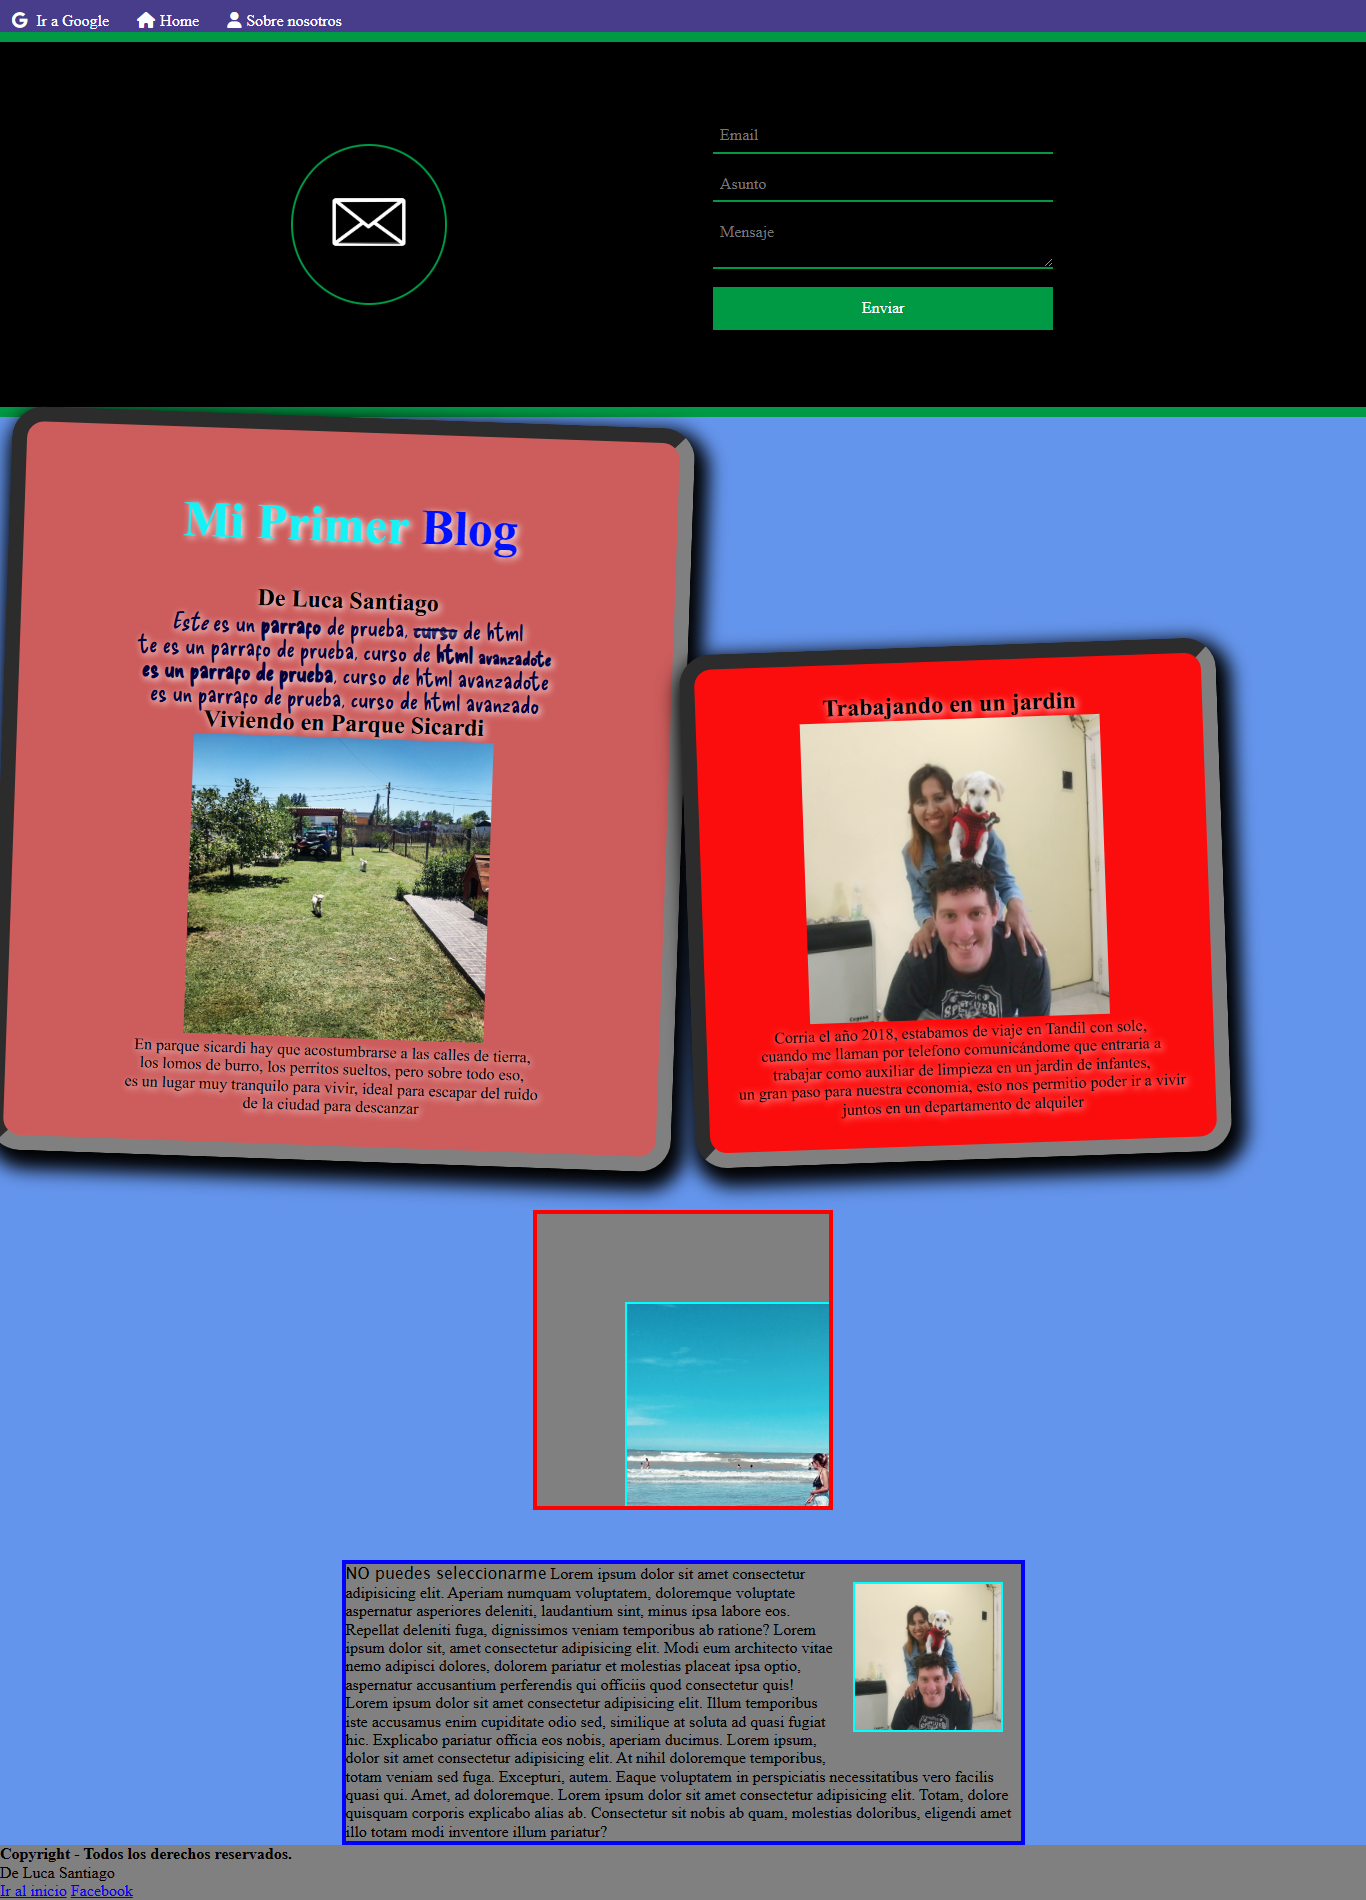 Ir a Google Home Sobre nosotros
Email
Asunto
Mensaje
Enviar
Mi Primer Blog
De Luca Santiago
Este es un parrafo de prueba, curso de html
te es un parrafo de prueba, curso de html avanzadote
es un parrafo de prueba, curso de html avanzadote
es un parrafo de prueba, curso de html avanzado
Viviendo en Parque Sicardi
En parque sicardi hay que acostumbrarse a las calles de tierra,
los lomos de burro, los perritos sueltos, pero sobre todo eso,
es un lugar muy tranquilo para vivir, ideal para escapar del ruido
de la ciudad para descanzar
Trabajando en un jardin
Corria el año 2018, estabamos de viaje en Tandil con sole,
cuando me llaman por telefono comunicándome que entraria a
trabajar como auxiliar de limpieza en un jardin de infantes,
un gran paso para nuestra economia, esto nos permitio poder ir a vivir
juntos en un departamento de alquiler
NO puedes seleccionarme Lorem ipsum dolor sit amet consectetur
adipisicing elit. Aperiam numquam voluptatem, doloremque voluptate
aspernatur asperiores deleniti, laudantium sint, minus ipsa labore eos.
Repellat deleniti fuga, dignissimos veniam temporibus ab ratione? Lorem
ipsum dolor sit, amet consectetur adipisicing elit. Modi eum architecto vitae
nemo adipisci dolores, dolorem pariatur et molestias placeat ipsa optio,
aspernatur accusantium perferendis qui officiis quod consectetur quis!
Lorem ipsum dolor sit amet consectetur adipisicing elit. Illum temporibus
iste accusamus enim cupiditate odio sed, similique at soluta ad quasi fugiat
hic. Explicabo pariatur officia eos nobis, aperiam ducimus. Lorem ipsum,
dolor sit amet consectetur adipisicing elit. At nihil doloremque temporibus,
totam veniam sed fuga. Excepturi, autem. Eaque voluptatem in perspiciatis necessitatibus vero facilis
quasi qui. Amet, ad doloremque. Lorem ipsum dolor sit amet consectetur adipisicing elit. Totam, dolore
quisquam corporis explicabo alias ab. Consectetur sit nobis ab quam, molestias doloribus, eligendi amet
illo totam modi inventore illum pariatur?
Copyright - Todos los derechos reservados.
De Luca Santiago
Ir al inicio Facebook